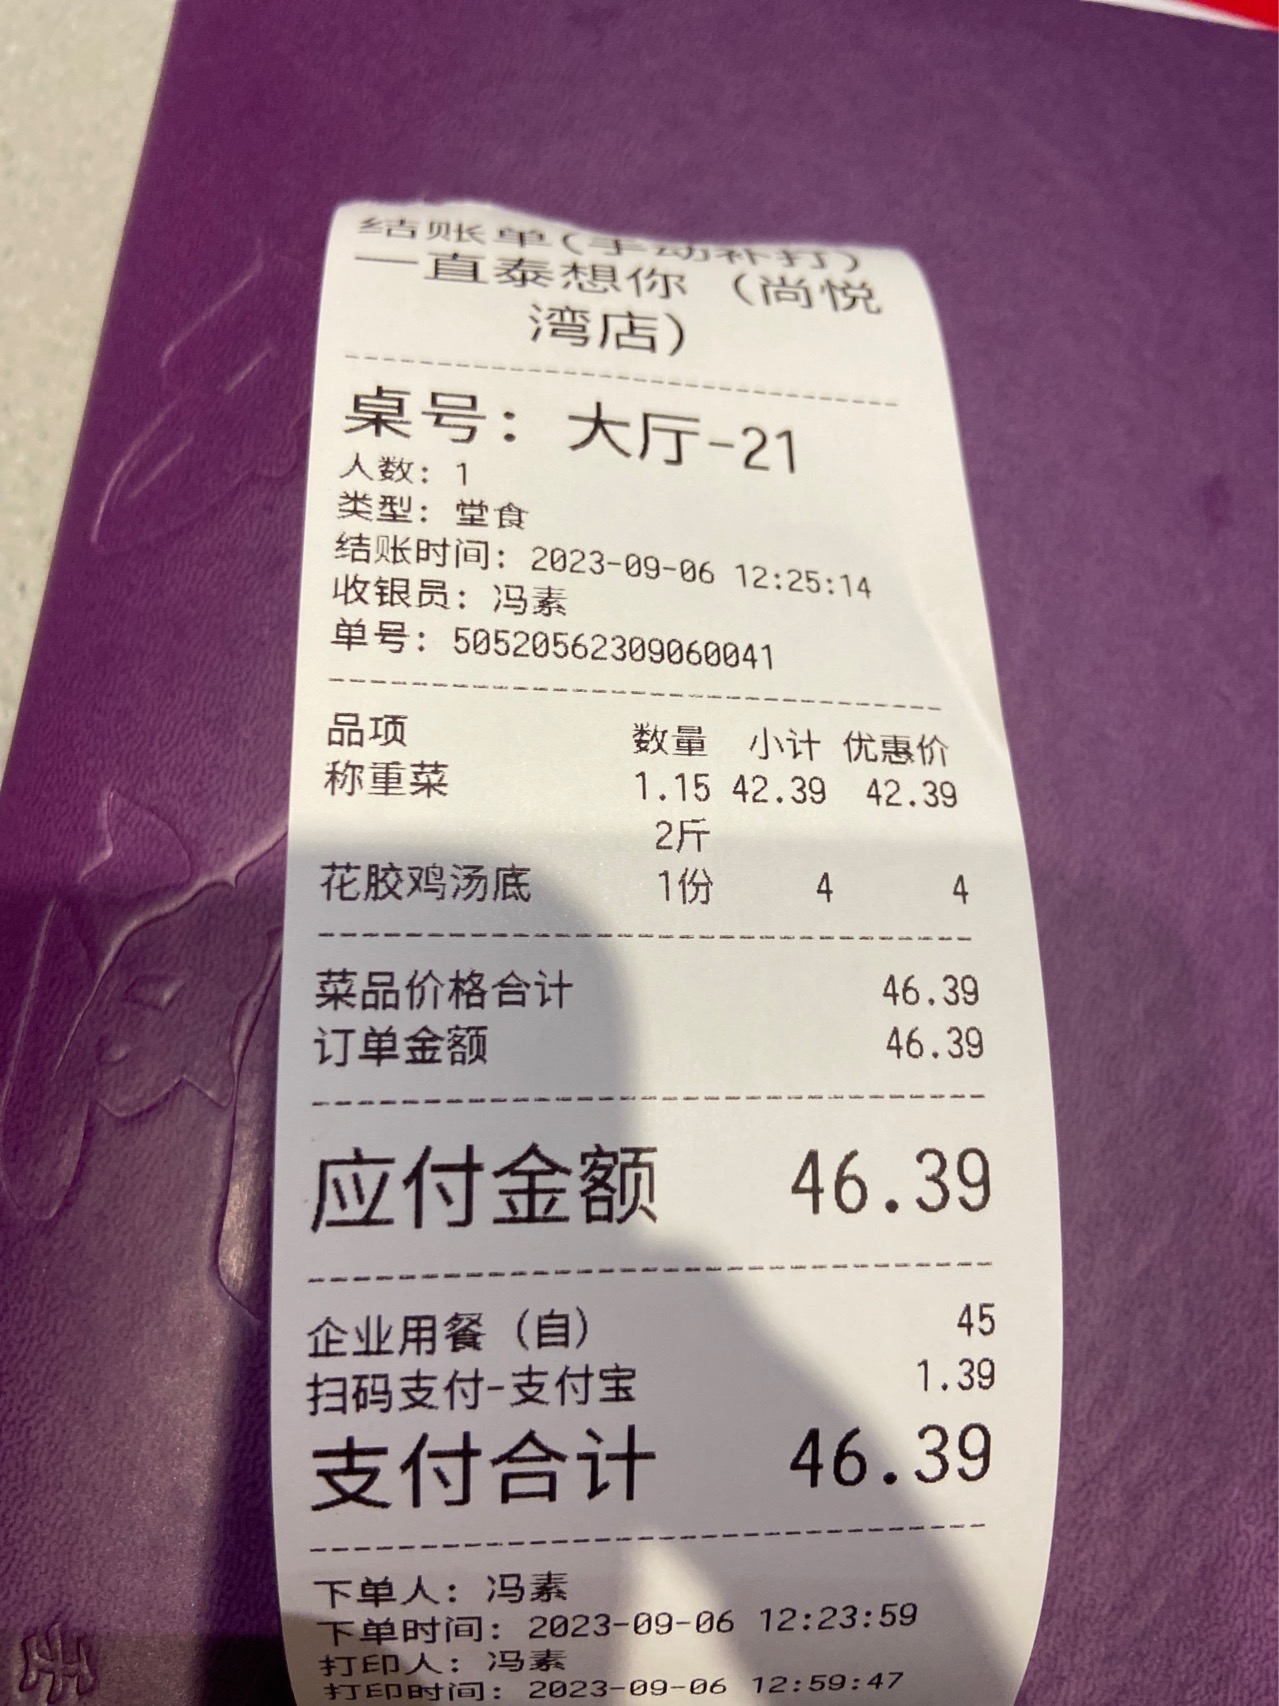 结账单(手动补打)
一直泰想你（尚悦
湾店）
桌号：大厅-21
人数：1
类型：堂食
结账时间：2023-09-06 12:25:14
收银员：冯素
单号：50520562309060041
品项 数量 小计 优惠价
称重菜 1.15 42.39 42.39
2斤
花胶鸡汤底 1份 4 4
菜品价格合计 46.39
订单金额 46.39
应付金额 46.39
企业用餐（自） 45
扫码支付-支付宝 1.39
支付合计 46.39
下单人：冯素
下单时间：2023-09-06 12:23:59
打印人：冯素
打印时间：2023-09-06 12:59:47